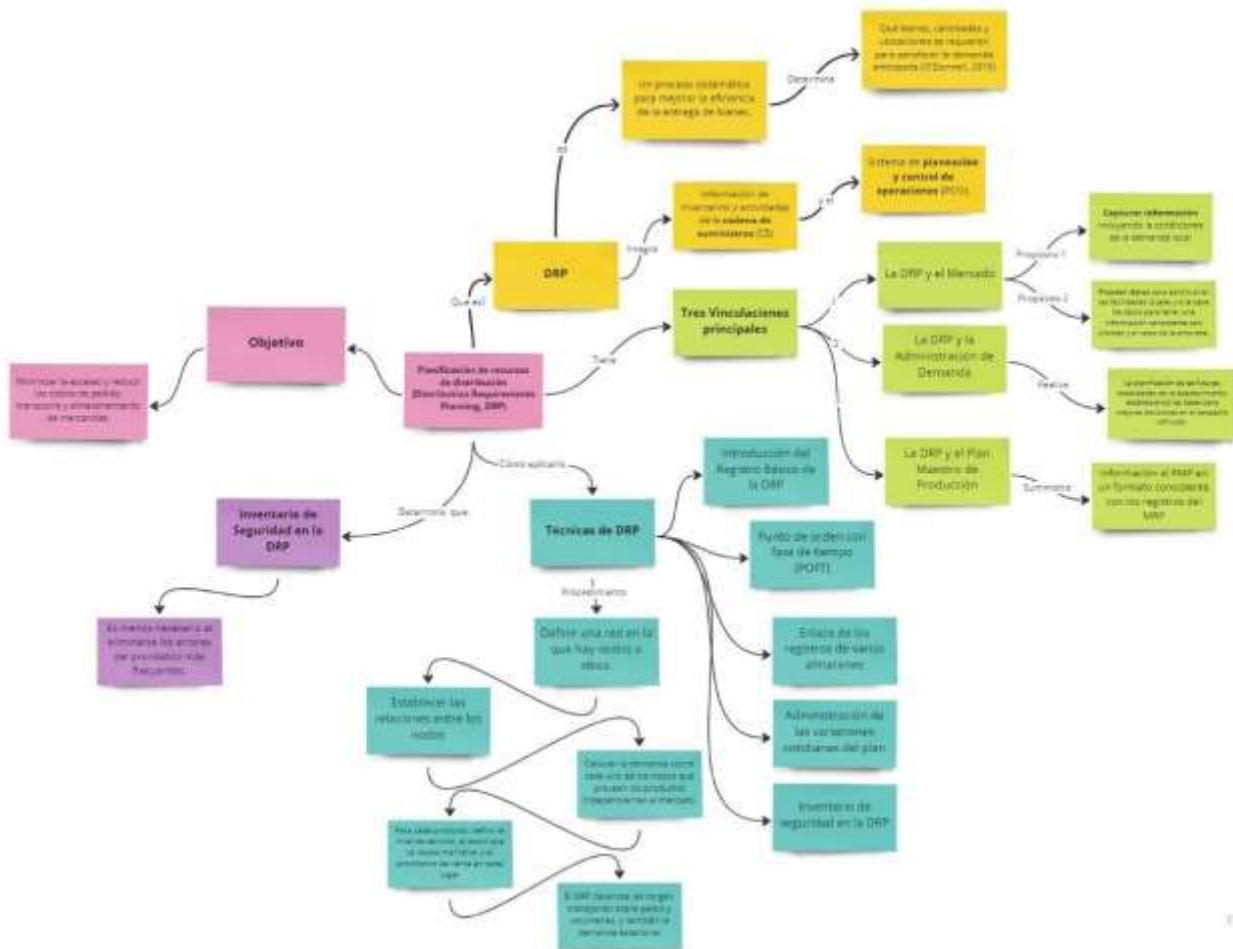 Qué bienes, cantidades y
ubicaciones se requieren
para satisfacer la demanda
anticipada (O'Donnell, 2015).
Determina
Un proceso sistemático
para mejorar la eficiencia
de la entrega de bienes.
es
Sistema de planeación
y control de
operaciones (PCO).
y el
Información de
inventarios y actividades
de la cadena de
suministros (CS)
Integra
DRP
Que es?
Capturar información
incluyendo la condiciones
de la demanda local
Propósito 1
La DRP y el Mercado
Propósito 2
Tres Vinculaciones
principales
1
2
Tiene
Objetivo
Planificación de recursos
de distribución
(Distribution Requirements
Planning, DRP)
Minimizar la escasez y reducir
los costos de pedido,
transporte y almacenamiento
de mercancías.
La DRP y la
Administración de
Demanda
Realiza
La DRP y el Plan
Maestro de
Producción
Suministra
Información al PMP en
un formato consistente
con los registros del
MRP
Cómo aplicarlo
Introducción del
Registro Básico de
la DRP
Inventario de
Seguridad en la
DRP
que
Técnicas de DRP
Punto de orden con
fase de tiempo
(POFT)
Procedimiento
Es menos necesario al
eliminarse los errores
del pronóstico más
frecuentes.
Definir una red en la
que hay nodos o
sitios.
Enlace de los
registros de varios
almacenes
Establecer las
relaciones entre los
nodos
Administración de
las variaciones
cotidianas del plan
Calcular la demanda sobre
cada uno de los nodos que
proveen los productos
Inventario de
seguridad en la DRP